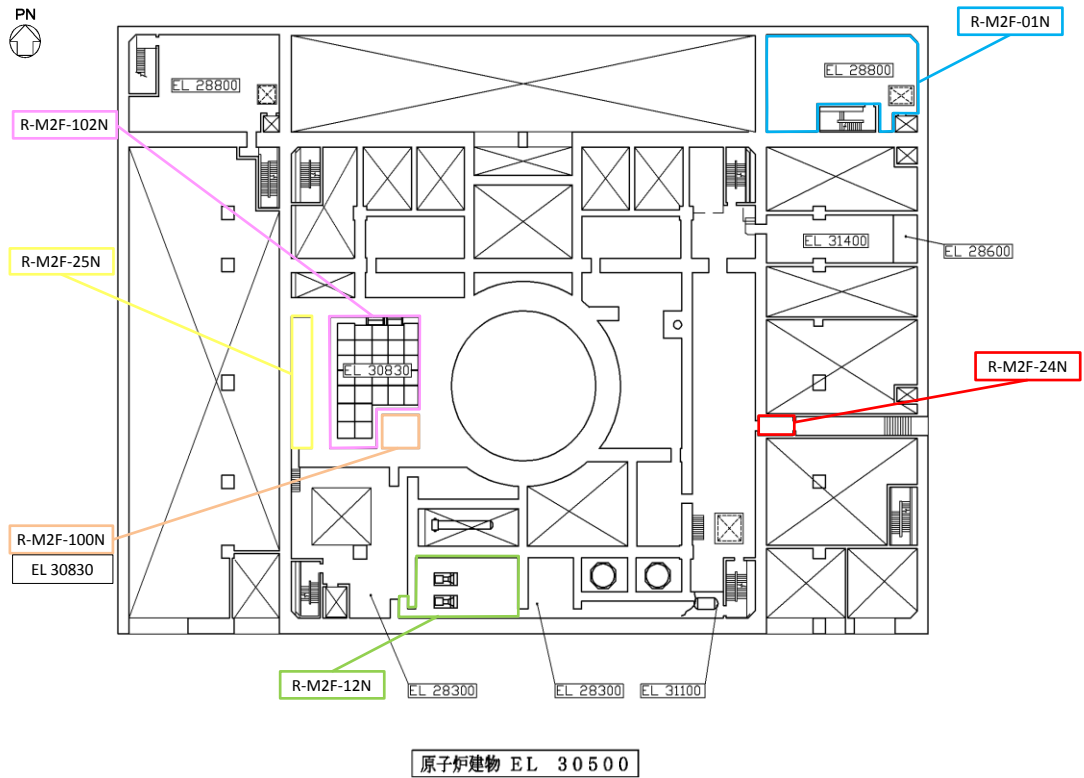 PN
R-M2F-01N
EL 28800
EL 28800
R-M2F-102N
EL 31400
EL 28600
R-M2F-25N
EL 30830
R-M2F-24N
R-M2F-100N
EL 30830
R-M2F-12N
EL 28300
EL 28300
EL 31100
原子炉建物 EL 30500